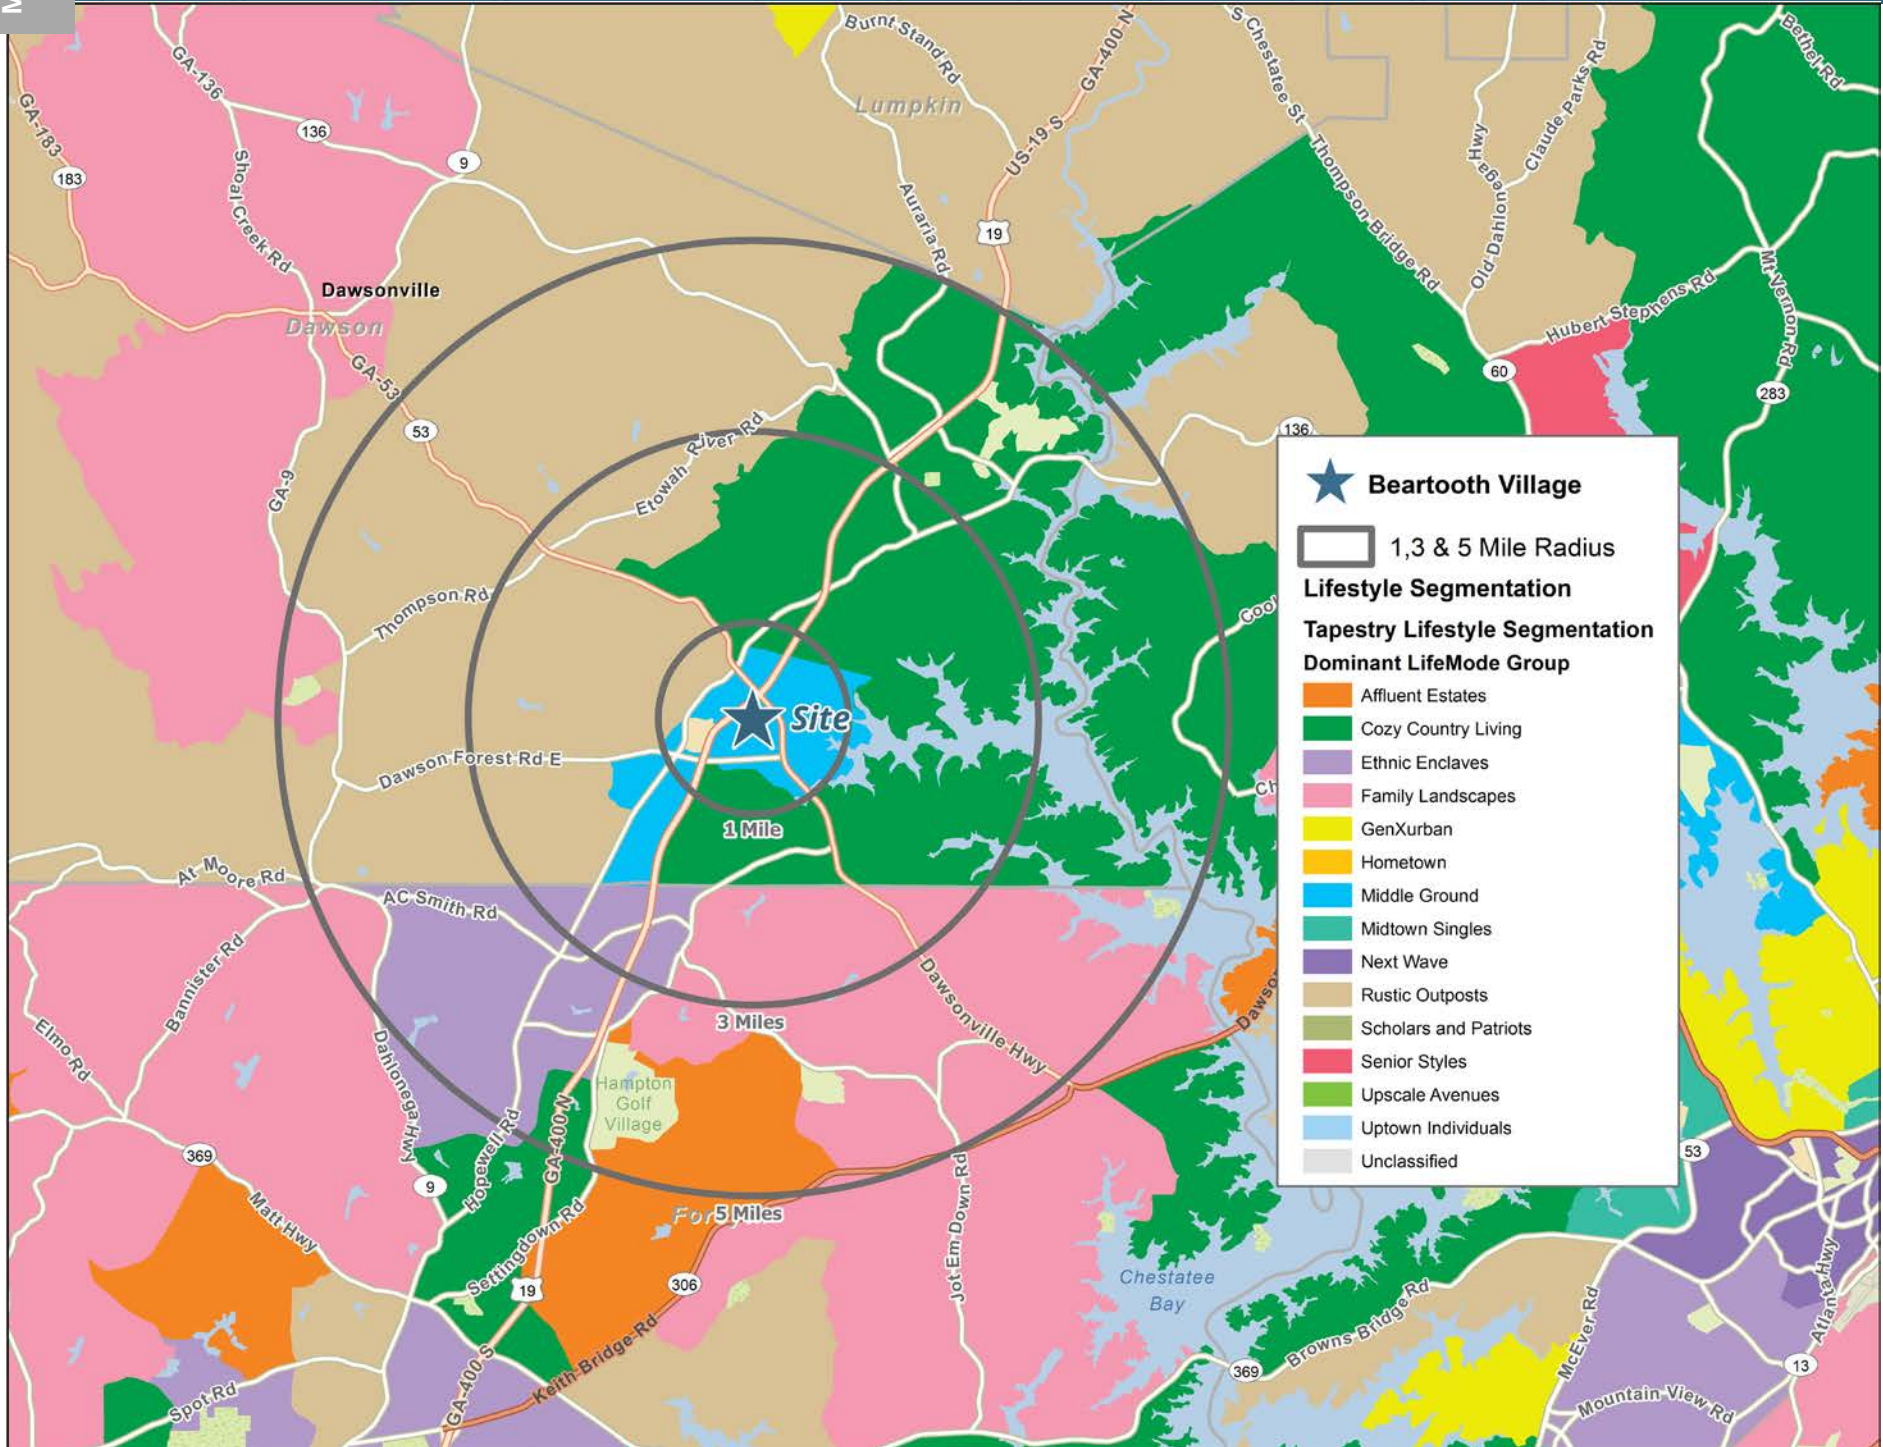 M
GA-136
Burnt Stand Rd
GA-400 N
S Chestatee St
Bethel Rd
GA-183
Lumpkin
Claude Parks Rd
136
9
Shoal Creek Rd
US-19 S
Thompson Bridge Rd
183
Auraria Rd
19
Old Dahlonega Hwy
Mt Vernon Rd
Dawsonville
Dawson
Hubert Stephens Rd
GA-53
60
283
53
Etowah River Rd
136
GA-9
Thompson Rd
Cool
Site
Dawson Forest Rd E
Ch
1 Mile
At Moore Rd
AC Smith Rd
Bannister Rd
Dawsonville Hwy
Dawson
3 Miles
Elmo Rd
Dahlonega Hwy
Hampton
Golf
Village
GA-400 N
Hopewell Rd
369
9
Matt Hwy
Settingdown Rd
Jot Em Down Rd
For
5 Miles
53
19
306
Chestatee
Bay
Keith Bridge Rd
GA-400 S
Spot Rd
369
Browns Bridge Rd
McEver Rd
Atlanta Hwy
13
Mountain View Rd
Beartooth Village
1,3 & 5 Mile Radius
Lifestyle Segmentation
Tapestry Lifestyle Segmentation
Dominant LifeMode Group
Affluent Estates
Cozy Country Living
Ethnic Enclaves
Family Landscapes
GenXurban
Hometown
Middle Ground
Midtown Singles
Next Wave
Rustic Outposts
Scholars and Patriots
Senior Styles
Upscale Avenues
Uptown Individuals
Unclassified